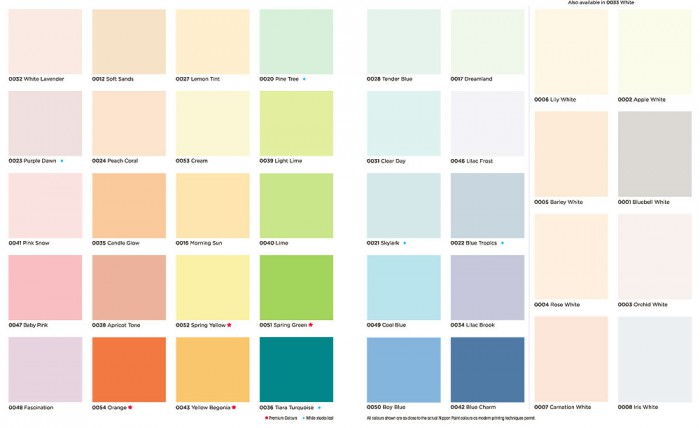 Also available in 0033 White
0032 White Lavender
0012 Soft Sands
0027 Lemon Tint
0020 Pine Tree
0028 Tender Blue
0017 Dreamland
0006 Lily White
0002 Apple White
0023 Purple Dawn
0024 Peach Coral
0053 Cream
0039 Light Lime
0031 Clear Day
0046 Lilac Frost
0005 Barley White
0001 Bluebell White
0041 Pink Snow
0035 Candle Glow
0016 Morning Sun
0040 Lime
0021 Skylark
0022 Blue Tropics
0004 Rose White
0003 Orchid White
0047 Baby Pink
0038 Apricot Tone
0052 Spring Yellow
0051 Spring Green
0049 Cool Blue
0034 Lilac Brook
0048 Fascination
0054 Orange
0043 Yellow Begonia
0036 Tiara Turquoise
0050 Bay Blue
0042 Blue Charm
0007 Carnation White
0008 Iris White
Premium Colours
While stocks last
All colours shown are as close to the actual Nippon Paint colours as modern printing techniques permit.